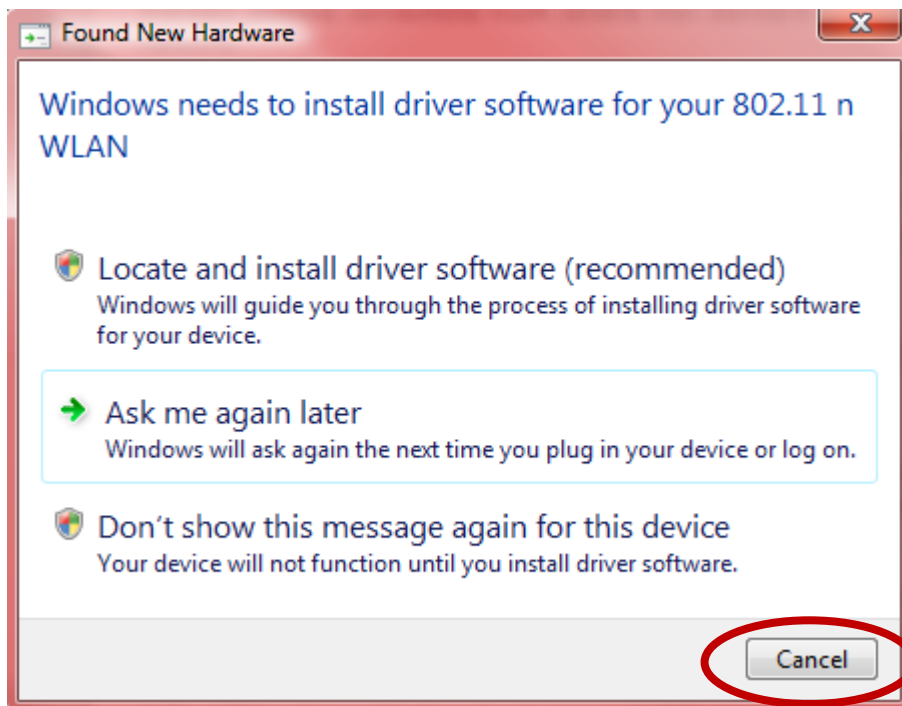 Found New Hardware
Windows needs to install driver software for your 802.11 n
WLAN
Locate and install driver software (recommended)
Windows will guide you through the process of installing driver software
for your device.
Ask me again later
Windows will ask again the next time you plug in your device or log on.
Don't show this message again for this device
Your device will not function until you install driver software.
Cancel